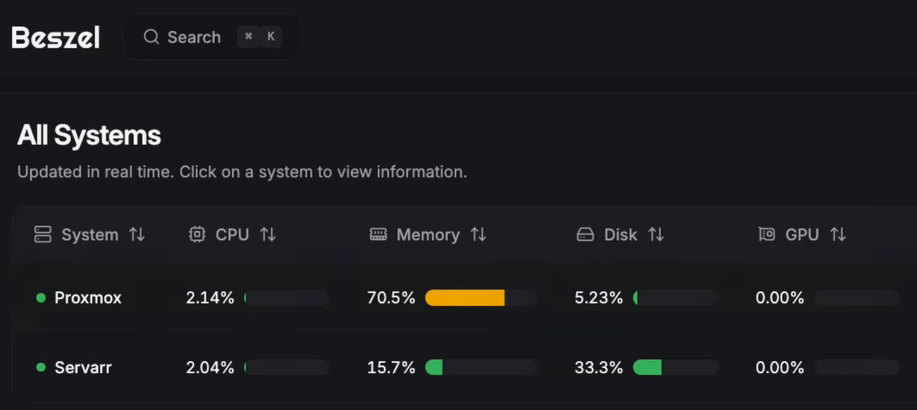 Beszel Search ⌘ K
All Systems
Updated in real time. Click on a system to view information.
System CPU Memory Disk GPU
Proxmox 2.14% 70.5% 5.23% 0.00%
Servarr 2.04% 15.7% 33.3% 0.00%